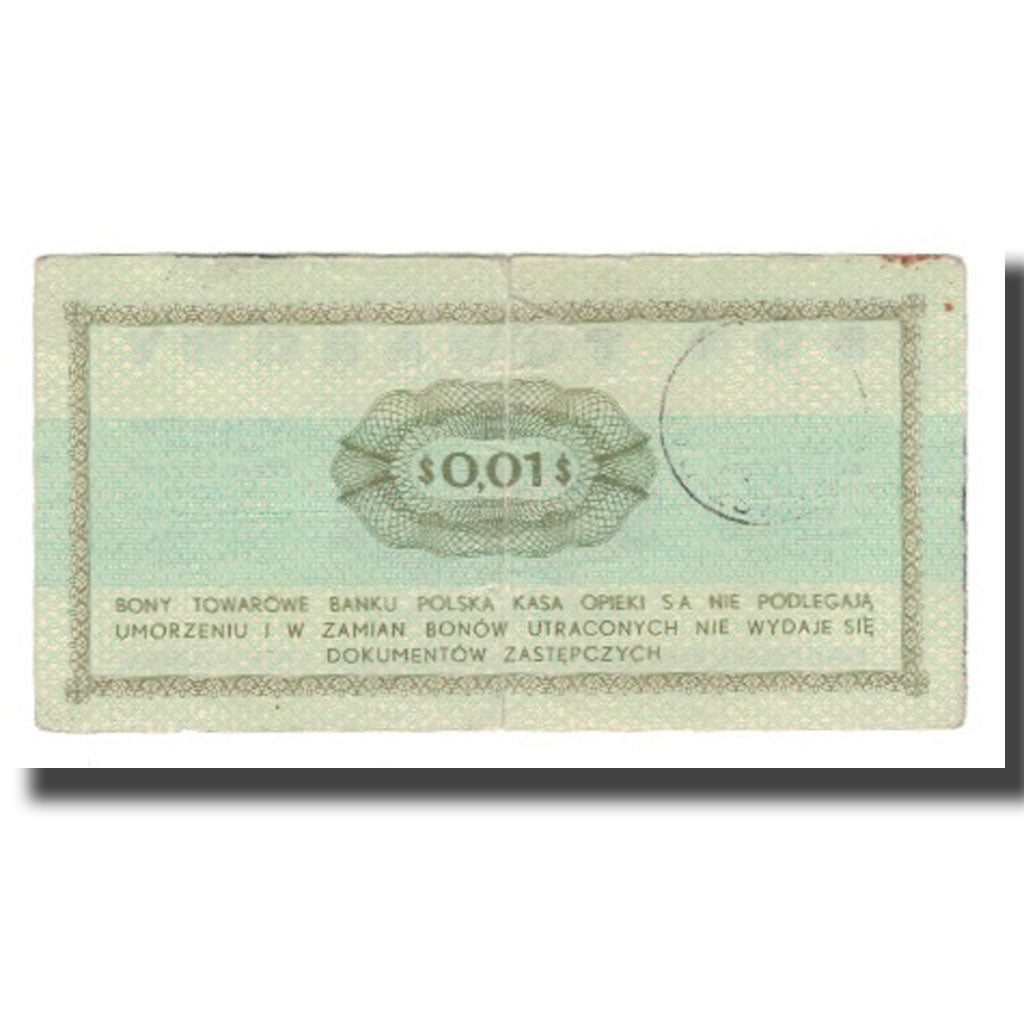 $0,01$
BONY TOWAROWE BANKU POLSKA KASA OPIEKI S.A. NIE PODLEGAJĄ
UMORZENIU I W ZAMIAN BONÓW UTRACONYCH NIE WYDAJE SIĘ
DOKUMENTÓW ZASTĘPCZYCH